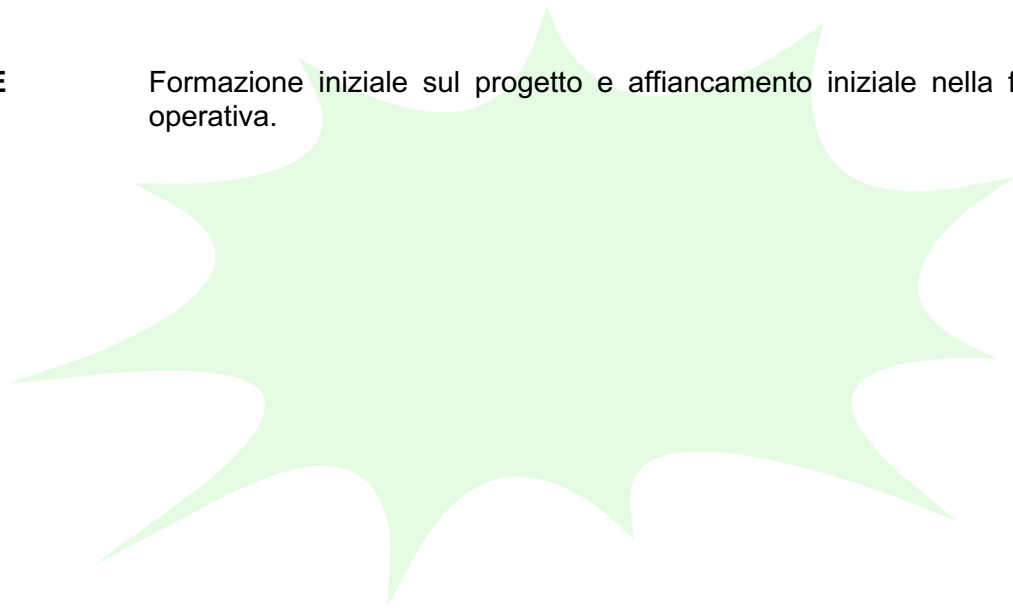 E Formazione iniziale sul progetto e affiancamento iniziale nella f
operativa.